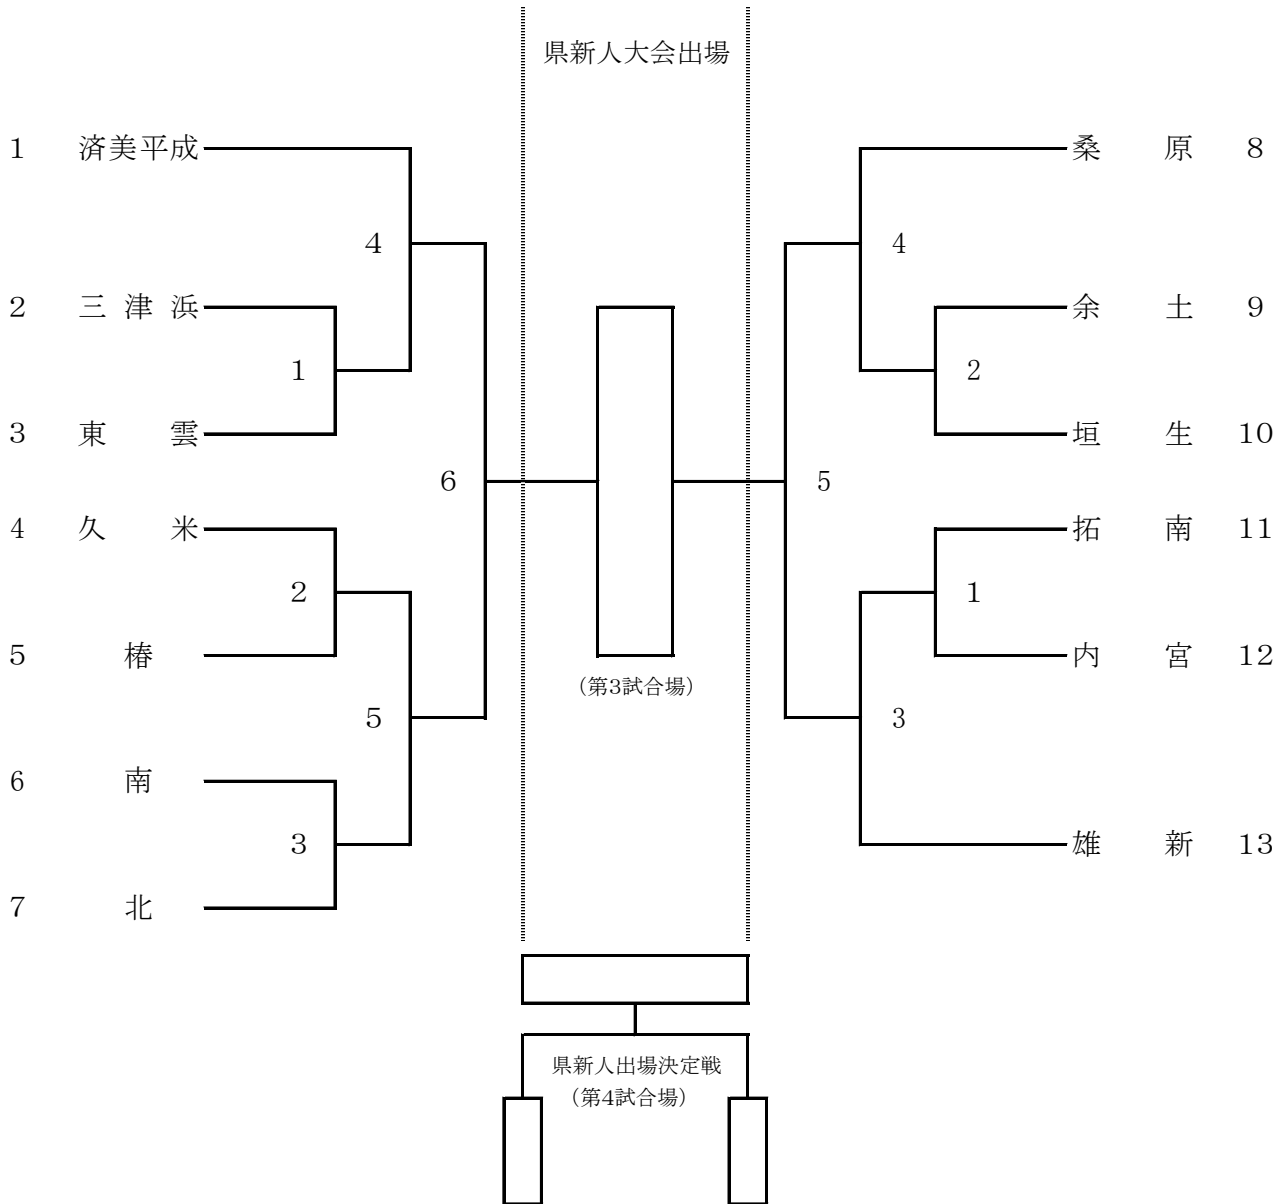 県新人大会出場
1 済美平成
桑原 8
4
4
2 三津浜
余土 9
1
2
3 東雲
垣生 10
6
5
4 久米
拓南 11
2
1
5 椿
内宮 12
(第3試合場)
5
3
6 南
3
雄新 13
7 北
県新人出場決定戦
(第4試合場)